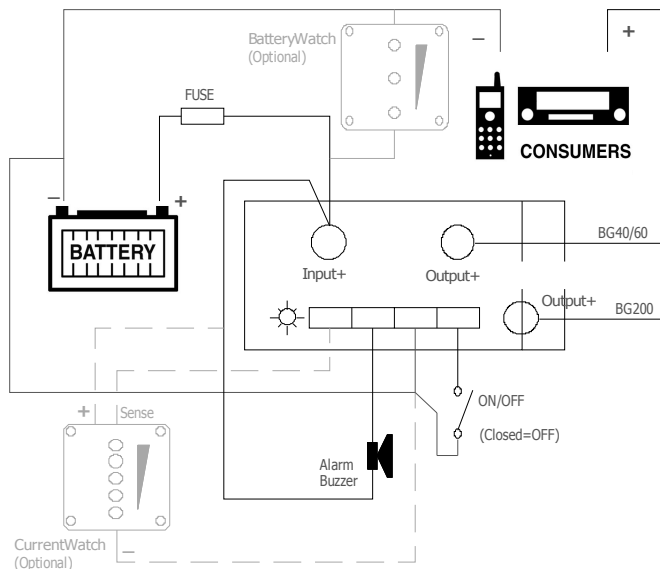 BatteryWatch
(Optional)
−
+
FUSE
CONSUMERS
−
+
BATTERY
BG40/60
Input+
Output+
Output+
BG200
+
Sense
ON/OFF
(Closed=OFF)
Alarm
Buzzer
CurrentWatch
(Optional)
−